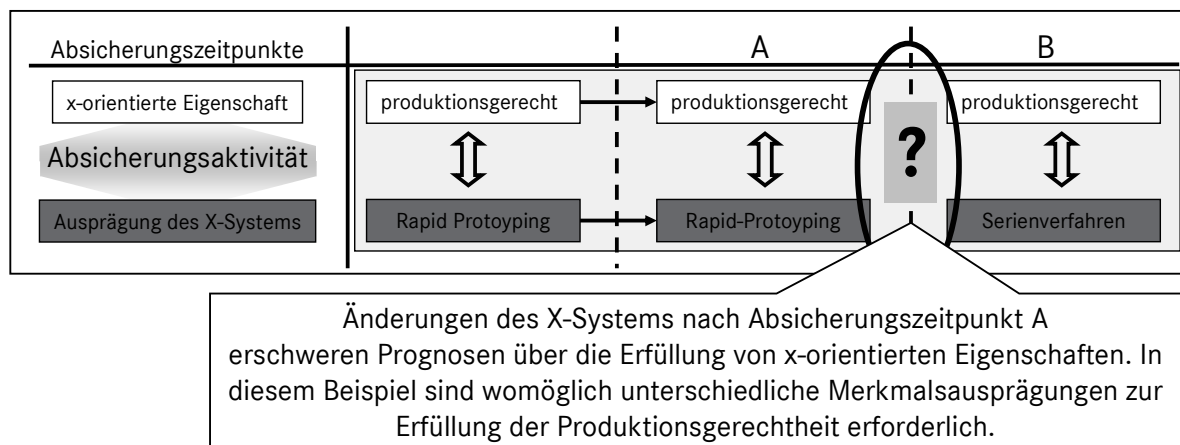 Absicherungszeitpunkte
A
B
x-orientierte Eigenschaft
produktionsgerecht
produktionsgerecht
produktionsgerecht
Absicherungsaktivität
?
Ausprägung des X-Systems
Rapid Protoyping
Rapid-Protoyping
Serienverfahren
Änderungen des X-Systems nach Absicherungszeitpunkt A
erschweren Prognosen über die Erfüllung von x-orientierten Eigenschaften. In
diesem Beispiel sind womöglich unterschiedliche Merkmalsausprägungen zur
Erfüllung der Produktionsgerechtheit erforderlich.